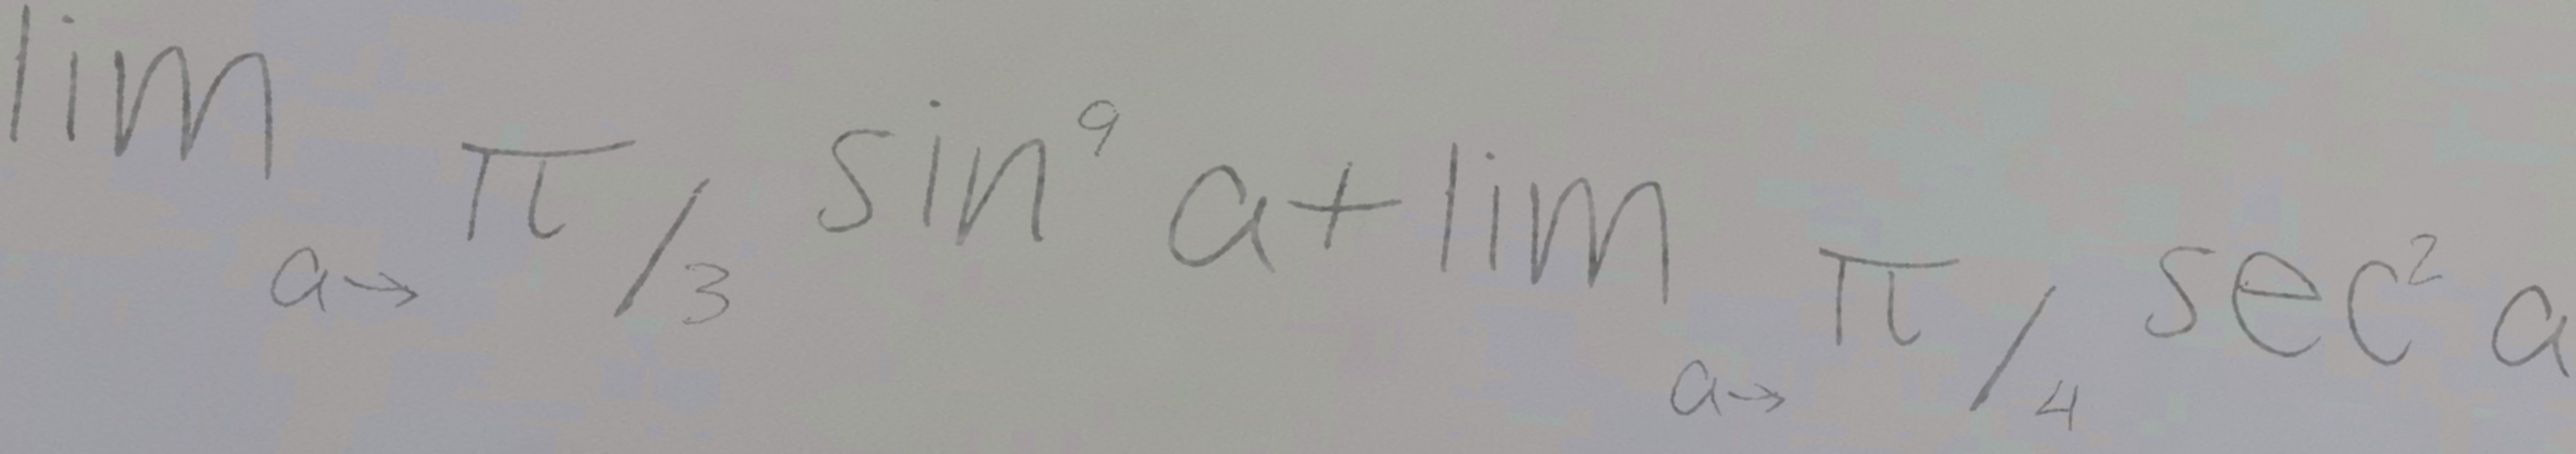 lim a→ π/3 sin⁹ a + lim a→ π/4 sec² a